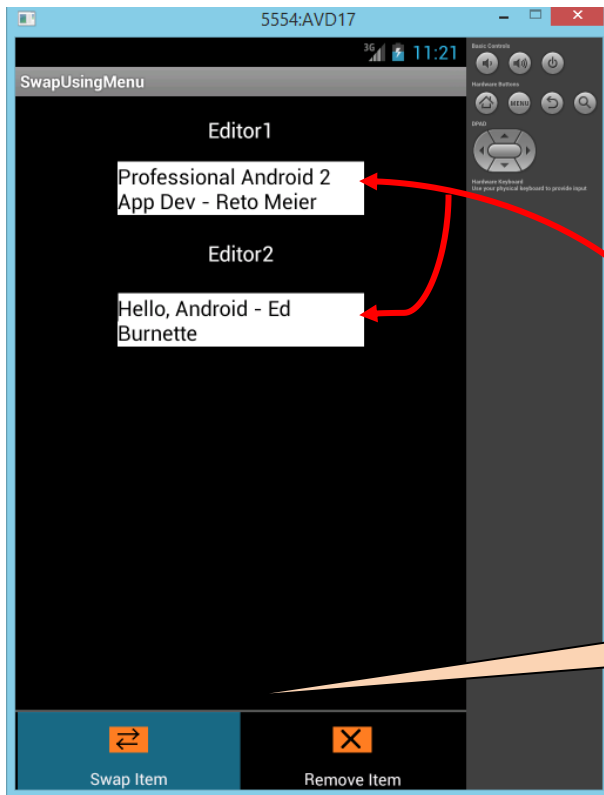 5554:AVD17
3G 11:21
SwapUsingMenu
Editor1
Professional Android 2
App Dev - Reto Meier
Editor2
Hello, Android - Ed
Burnette
Swap Item
Remove Item
Basic Controls
Hardware Buttons
MENU
DPAD
Hardware Keyboard
Use your physical keyboard to provide input